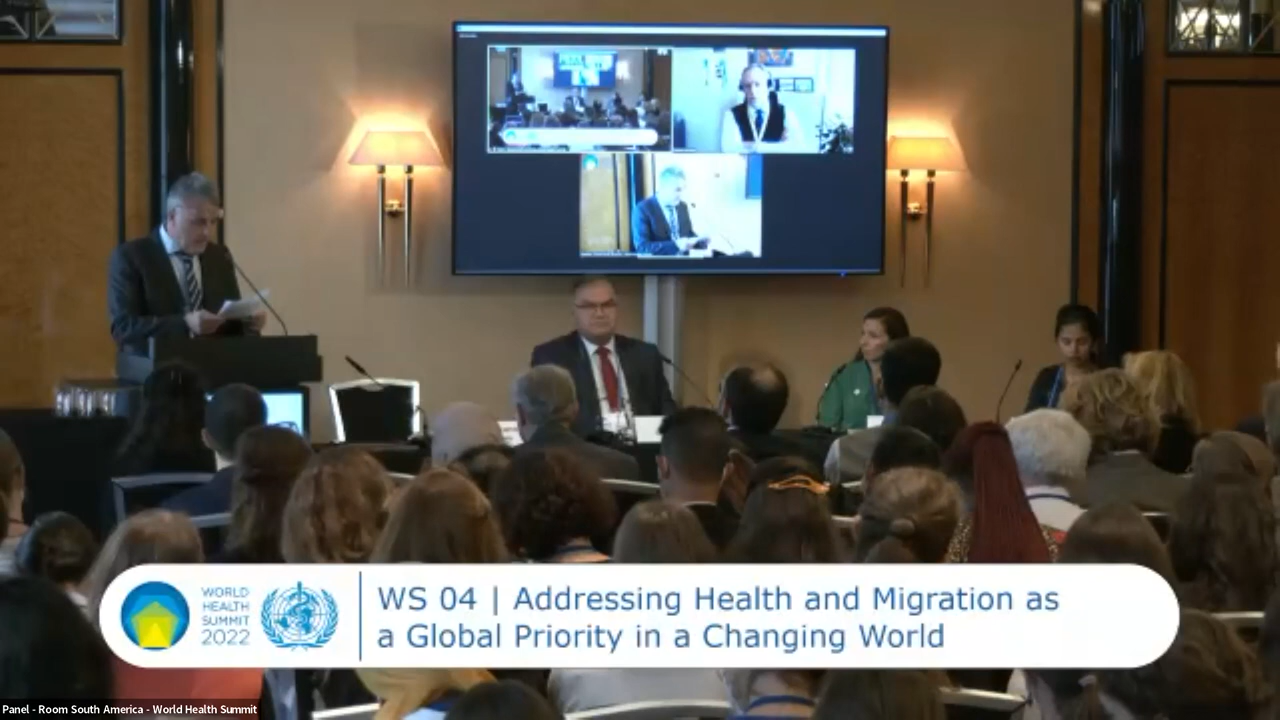 WORLD
HEALTH
SUMMIT
2022
WS 04 | Addressing Health and Migration as
a Global Priority in a Changing World
Panel - Room South America - World Health Summit